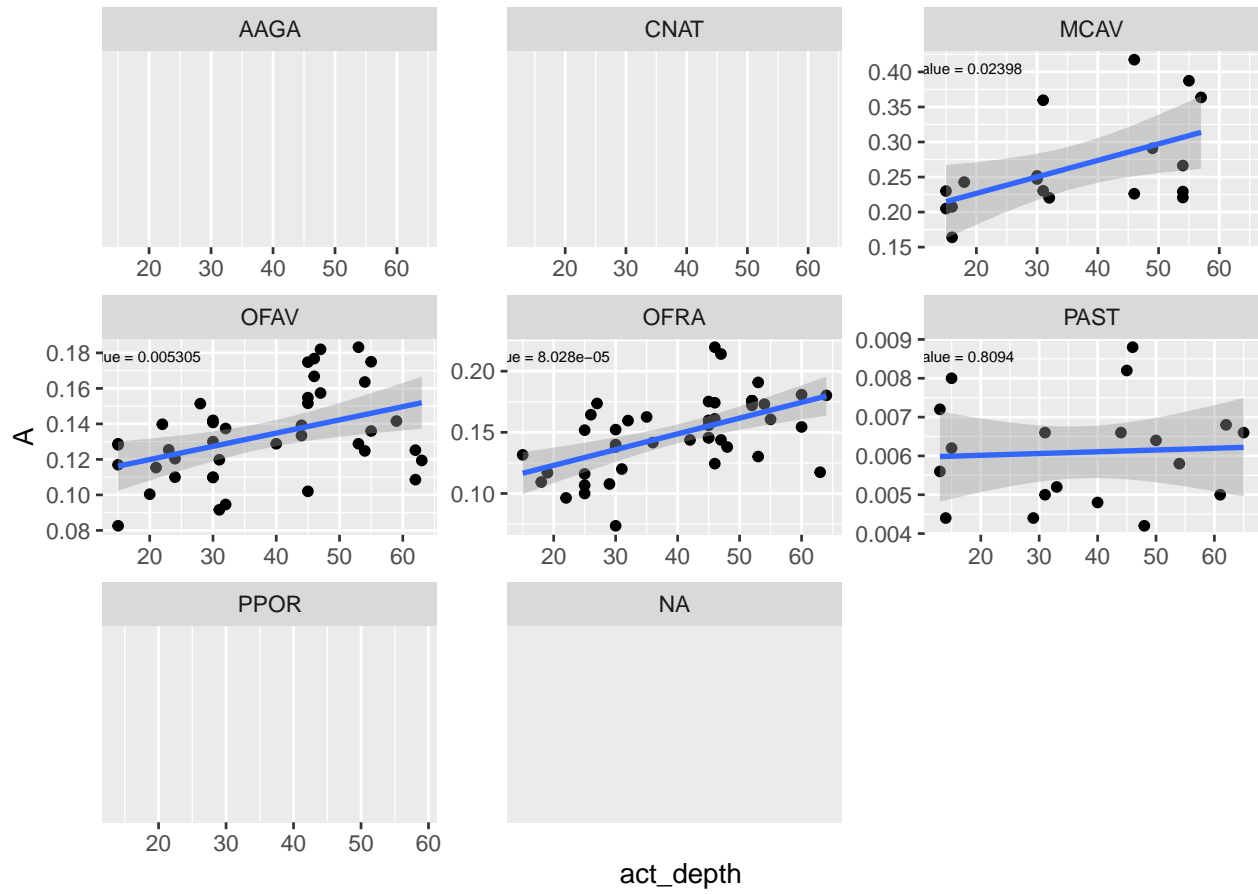 AAGA CNAT MCAV
alue = 0.02398
0.40
0.35
0.30
0.25
0.20
0.15
20 30 40 50 60 20 30 40 50 60 20 30 40 50 60
OFAV OFRA PAST
ue = 0.005305 ue = 8.028e−05 alue = 0.8094
0.18
0.16
0.14
0.12
0.10
0.08
0.20
0.15
0.10
0.009
0.008
0.007
0.006
0.005
0.004
A
20 30 40 50 60 20 30 40 50 60 20 30 40 50 60
PPOR NA
20 30 40 50 60
act_depth